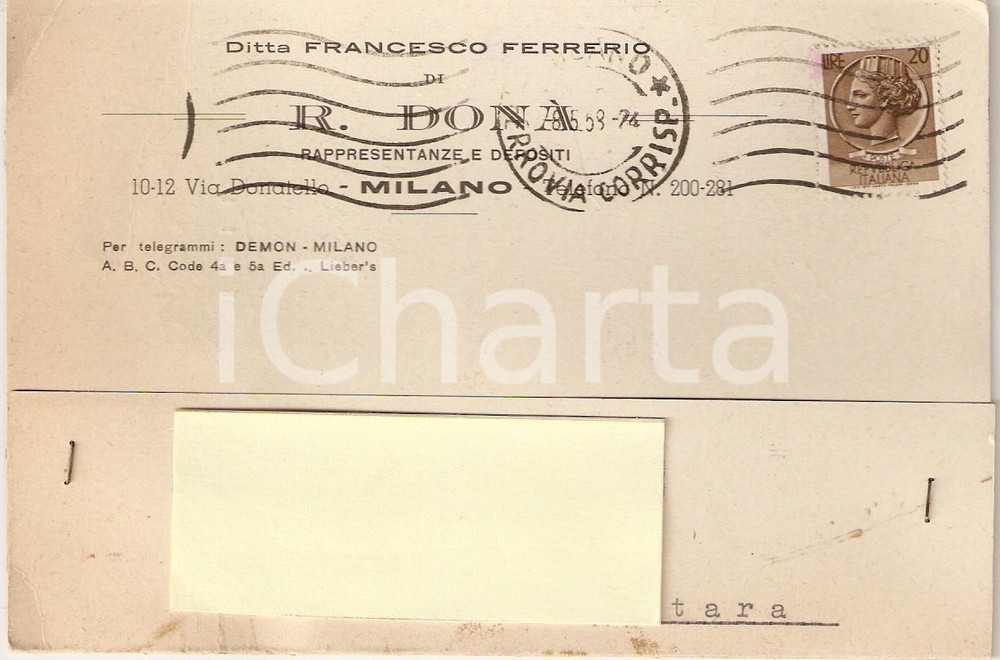 Ditta FRANCESCO FERRERIO
DI
R. DONÀ
RAPPRESENTANZE E DEPOSITI
10-12 Via Donatello - MILANO - Telefono N. 200-281
Per telegrammi : DEMON - MILANO
A. B. C. Code 4a e 5a Ed. ., Lieber's
FERROVIA CORRISP-
LIRE 20
POSTE
REPVBBLICA
ITALIANA
iCharta
tara